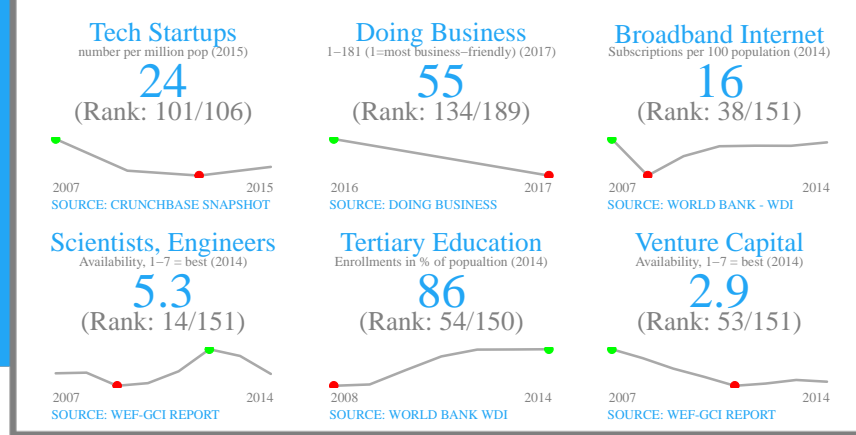 Tech Startups
number per million pop (2015)
24
(Rank: 101/106)
2007 2015
SOURCE: CRUNCHBASE SNAPSHOT
Doing Business
1−181 (1=most business−friendly) (2017)
55
(Rank: 134/189)
2016 2017
SOURCE: DOING BUSINESS
Broadband Internet
Subscriptions per 100 population (2014)
16
(Rank: 38/151)
2007 2014
SOURCE: WORLD BANK - WDI
Scientists, Engineers
Availability, 1−7 = best (2014)
5.3
(Rank: 14/151)
2007 2014
SOURCE: WEF-GCI REPORT
Tertiary Education
Enrollments in % of popualtion (2014)
86
(Rank: 54/150)
2008 2014
SOURCE: WORLD BANK WDI
Venture Capital
Availability, 1−7 = best (2014)
2.9
(Rank: 53/151)
2007 2014
SOURCE: WEF-GCI REPORT